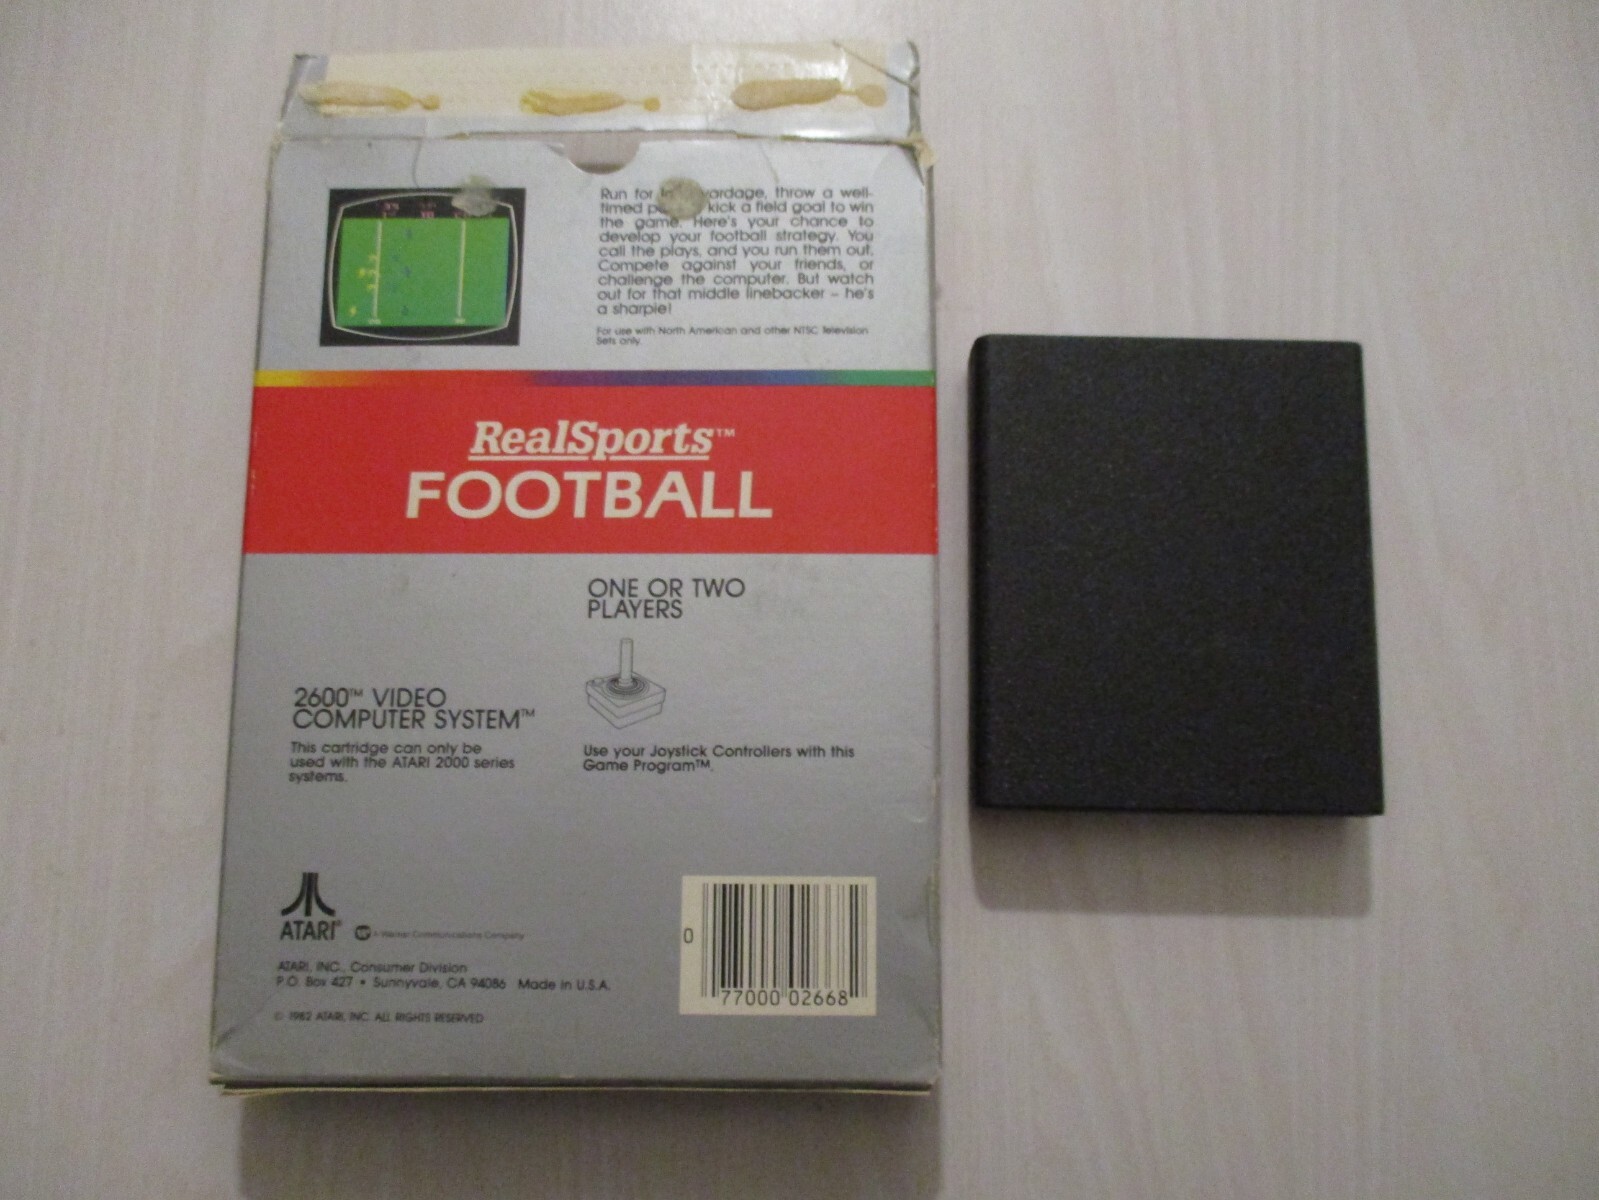 Run for yardage, throw a well-
timed kick a field goal to win
the game. Here's your chance to
develop your football strategy. You
call the plays, and you run them out.
Compete against your friends, or
challenge the computer. But watch
out for that middle linebacker – he's
a sharpie!
For use with North American and other NTSC Television
Sets only.
RealSports™
FOOTBALL
ONE OR TWO
PLAYERS
2600™ VIDEO
COMPUTER SYSTEM™
This cartridge can only be
used with the ATARI 2000 series
systems.
Use your Joystick Controllers with this
Game Program™.
ATARI®
A Warner Communications Company
ATARI, INC., Consumer Division
P.O. Box 427 • Sunnyvale, CA 94086 Made in U.S.A.
© 1982 ATARI, INC. ALL RIGHTS RESERVED
0 77000 02668